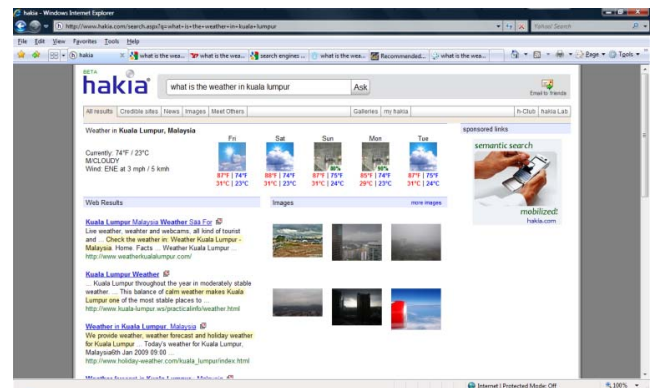 hakia - Windows Internet Explorer
http://www.hakia.com/search.aspx?q=what+is+the+weather+in+kuala+lumpur
Yahoo! Search
File Edit View Favorites Tools Help
hakia
what is the wea...
what is the wea...
search engines ...
what is the wea...
Recommended...
what is the wea...
Page
Tools
BETA
hakia
what is the weather in kuala lumpur
Ask
Email to friends
All results Credible sites News Images Meet Others
Galleries my hakia
h-Club hakia Lab
Weather in Kuala Lumpur, Malaysia
Currently: 74°F / 23°C
M/CLOUDY
Wind: ENE at 3 mph / 5 kmh
Fri Sat Sun Mon Tue
87°F | 74°F 88°F | 74°F 87°F | 75°F 85°F | 74°F 87°F | 75°F
31°C | 23°C 31°C | 23°C 31°C | 24°C 29°C | 23°C 31°C | 24°C
sponsored links
semantic search
mobilized:
hakia.com
Web Results
Kuala Lumpur Malaysia Weather Sää For
Live weather, weahter and webcams, all kind of tourist
and ... Check the weather in: Weather Kuala Lumpur -
Malaysia. Home. Facts ... Weather Kuala Lumpur ...
http://www.weatherkualalumpur.com/
Kuala Lumpur Weather
... Kuala Lumpur throughout the year in moderately stable
weather. ... This balance of calm weather makes Kuala
Lumpur one of the most stable places to ...
http://www.kuala-lumpur.ws/practicalinfo/weather.html
Weather in Kuala Lumpur, Malaysia
We provide weather, weather forecast and holiday weather
for Kuala Lumpur ... Today's weather for Kuala Lumpur,
Malaysia6th Jan 2009 09:00 ...
http://www.holiday-weather.com/kuala_lumpur/index.html
Images
more images
Internet | Protected Mode: Off
100%